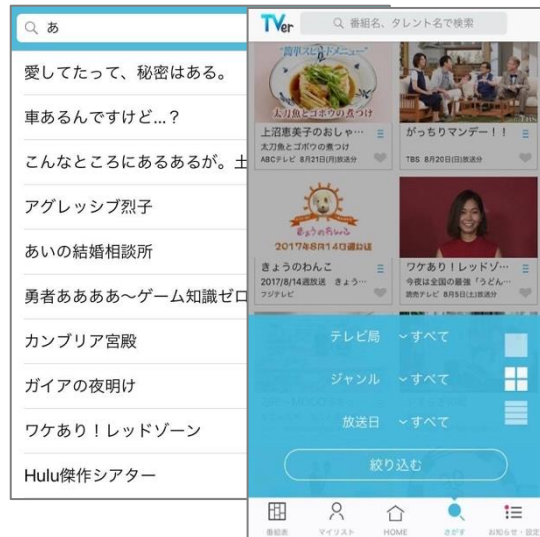 あ
愛してたって、秘密はある。
車あるんですけど…？
こんなところにあるあるが。土
アグレッシブ烈子
あいの結婚相談所
勇者ああああ〜ゲーム知識ゼロ
カンブリア宮殿
ガイアの夜明け
ワケあり！レッドゾーン
Hulu傑作シアター
TVer
番組名、タレント名で検索
"簡単スピードメニュー"
太刀魚とゴボウの煮つけ
上沼恵美子のおしゃ…
太刀魚とゴボウの煮つけ
ABCテレビ 8月21日(月)放送分
がっちりマンデー！！
TBS 8月20日(日)放送分
きょうのわんこ
2017年8月14日週公開
きょうのわんこ
2017/8/14週放送 きょう…
フジテレビ
ワケあり！レッドゾ…
今夜は全国の最強「うどん…
読売テレビ 8月5日(土)放送分
テレビ局 すべて
ジャンル すべて
放送日 すべて
絞り込む
番組表
マイリスト
HOME
さがす
お知らせ・設定